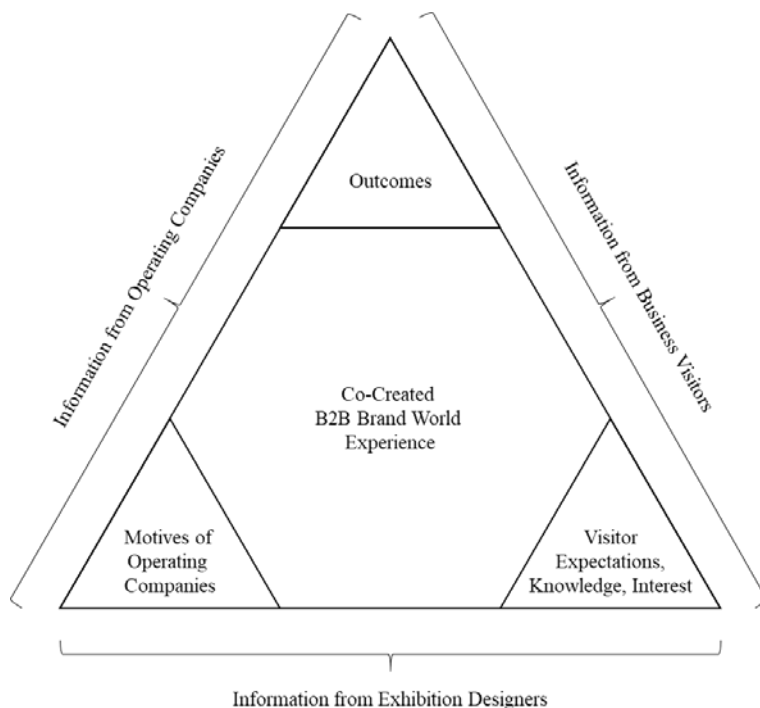 Outcomes
Information from Operating Companies
Information from Business Visitors
Co-Created
B2B Brand World
Experience
Motives of
Operating
Companies
Visitor
Expectations,
Knowledge, Interest
Information from Exhibition Designers